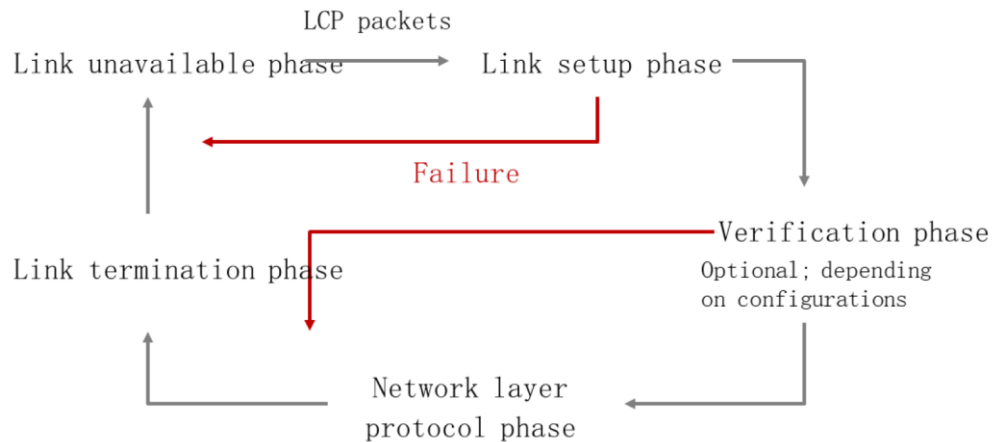 LCP packets
Link unavailable phase
Link setup phase
Failure
Verification phase
Link termination phase
Optional; depending
on configurations
Network layer
protocol phase